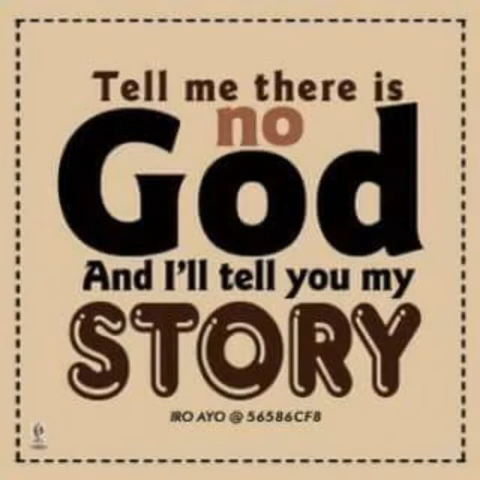 Tell me there is
no
God
And I'll tell you my
STORY
IRO AYO @ 56586CF8